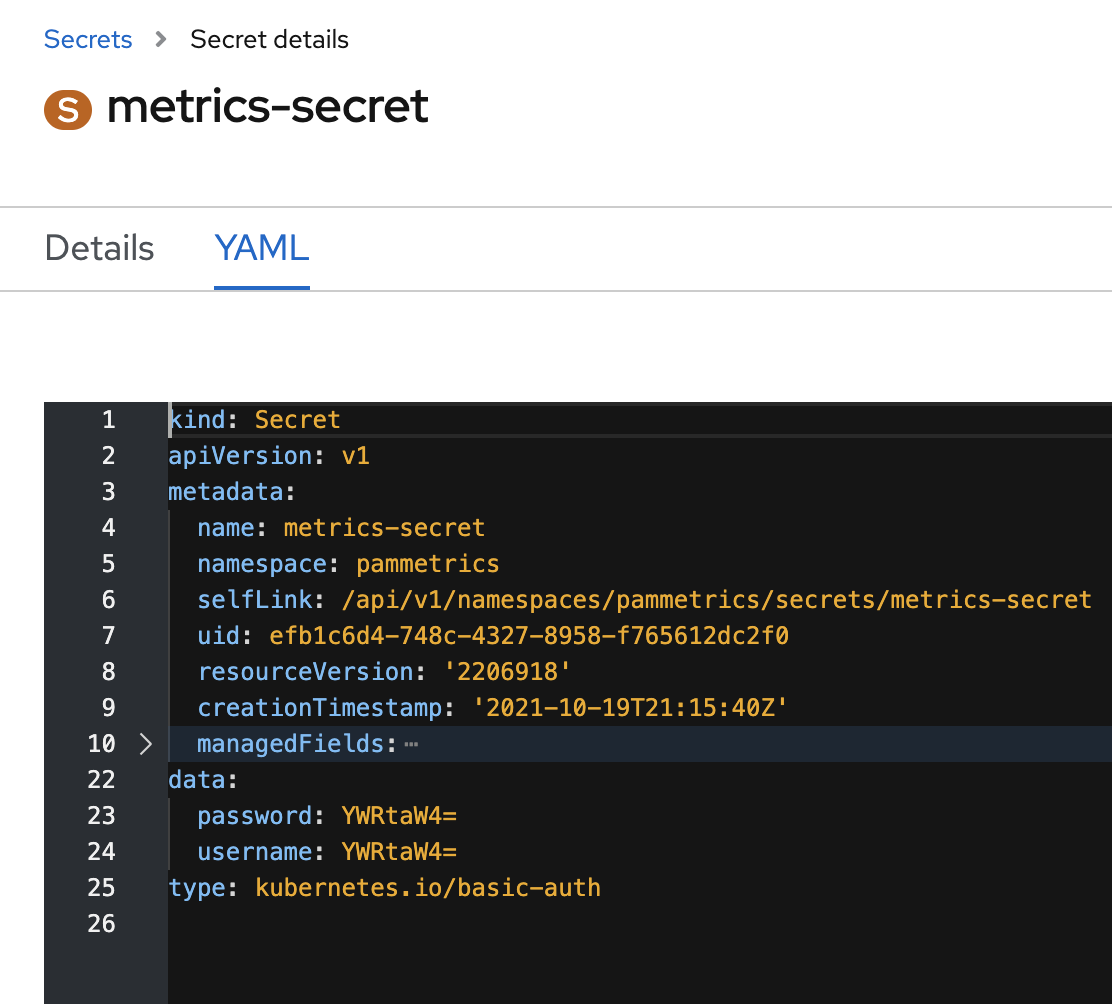 Secrets > Secret details
S metrics-secret
Details YAML
1 kind: Secret
2 apiVersion: v1
3 metadata:
4 name: metrics-secret
5 namespace: pammetrics
6 selfLink: /api/v1/namespaces/pammetrics/secrets/metrics-secret
7 uid: efb1c6d4-748c-4327-8958-f765612dc2f0
8 resourceVersion: '2206918'
9 creationTimestamp: '2021-10-19T21:15:40Z'
10 > managedFields: ⋯
22 data:
23 password: YWRtaW4=
24 username: YWRtaW4=
25 type: kubernetes.io/basic-auth
26